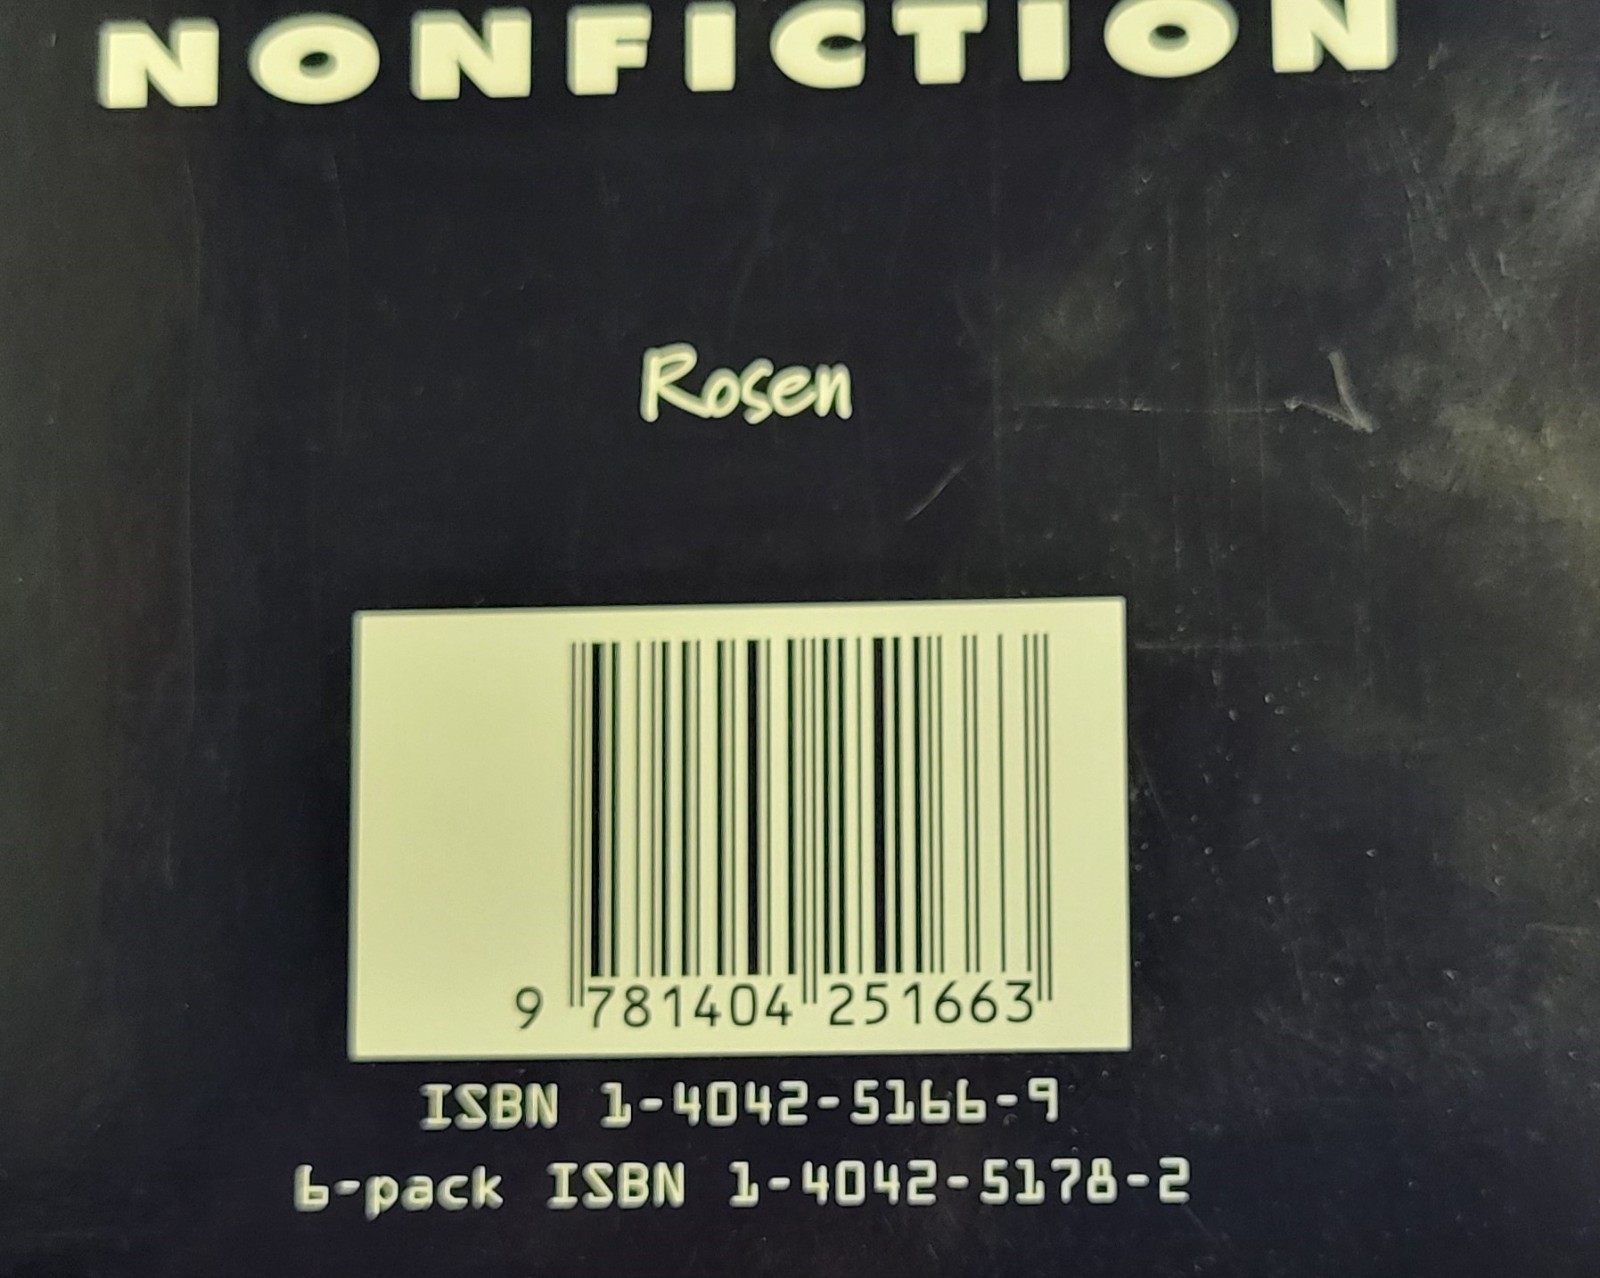 NONFICTION
Rosen
9 781404 251663
ISBN 1-4042-5166-9
6-pack ISBN 1-4042-5178-2